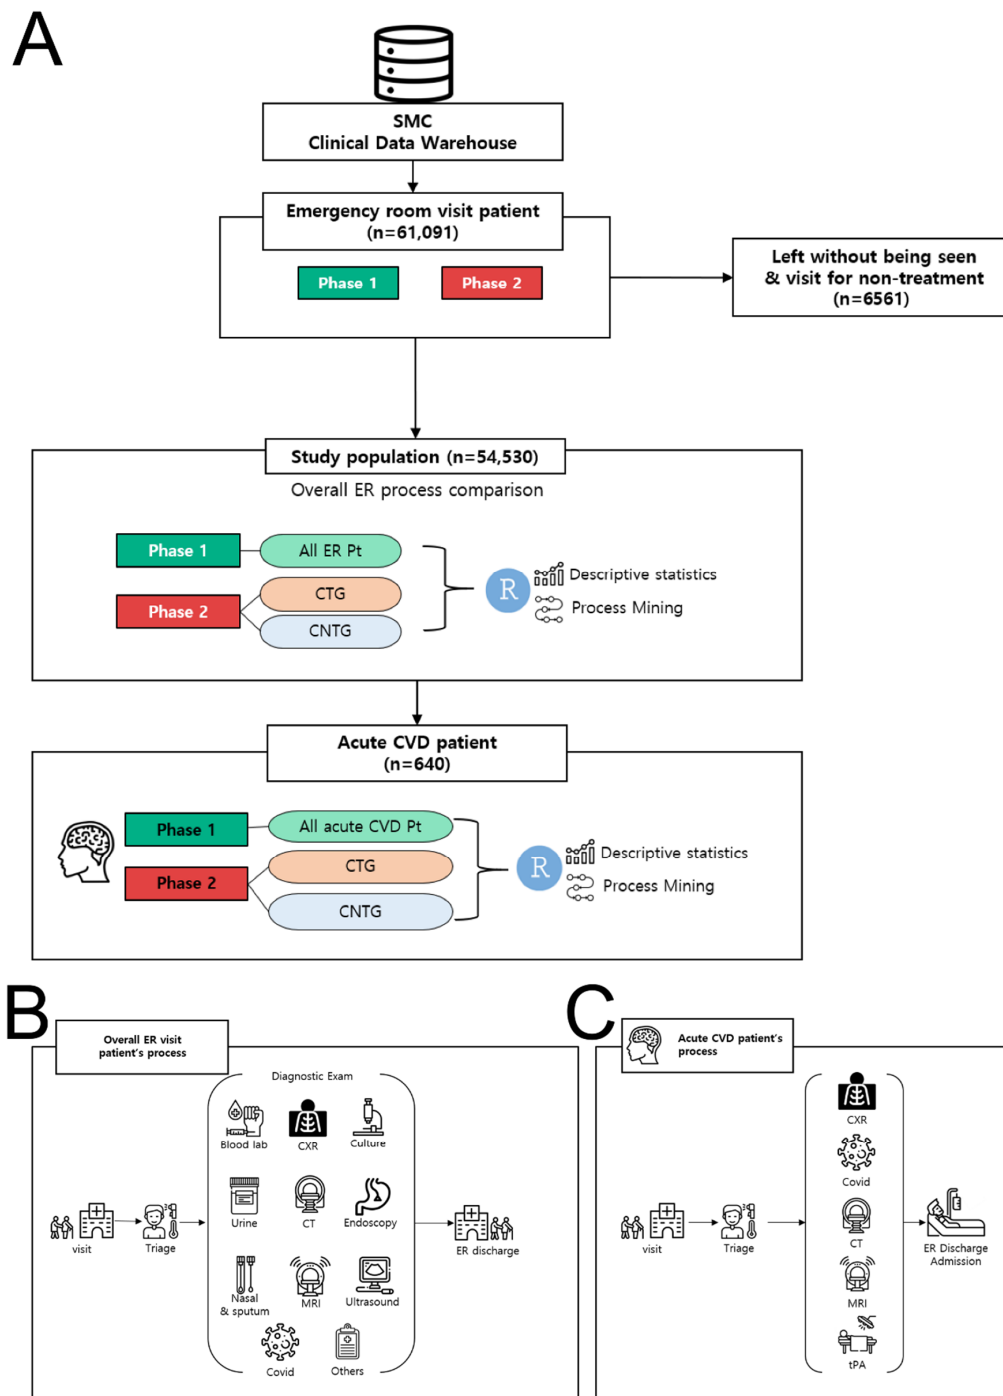 A
SMC
Clinical Data Warehouse
Emergency room visit patient
(n=61,091)
Phase 1
Phase 2
Left without being seen
& visit for non-treatment
(n=6561)
Study population (n=54,530)
Overall ER process comparison
Phase 1
All ER Pt
Phase 2
CTG
CNTG
R
Descriptive statistics
Process Mining
Acute CVD patient
(n=640)
Phase 1
All acute CVD Pt
Phase 2
CTG
CNTG
R
Descriptive statistics
Process Mining
B
Overall ER visit
patient's process
Diagnostic Exam
Blood lab
CXR
Culture
Urine
CT
Endoscopy
visit
Triage
ER discharge
Nasal
& sputum
MRI
Ultrasound
Covid
Others
C
Acute CVD patient's
process
CXR
Covid
visit
Triage
CT
ER Discharge
Admission
MRI
tPA